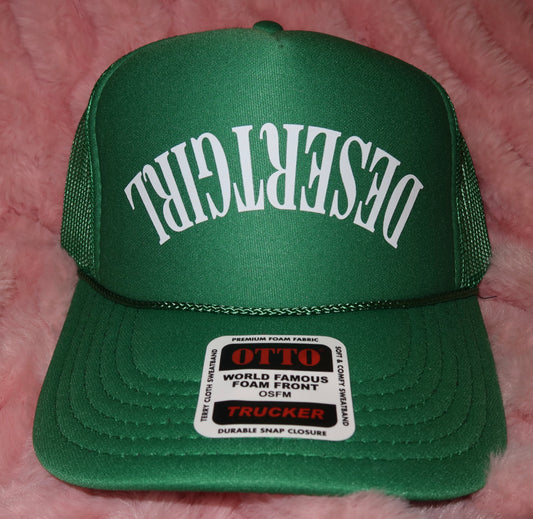 DESERTGIRL
PREMIUM FOAM FABRIC
OTTO
WORLD FAMOUS
FOAM FRONT
OSFM
TRUCKER
DURABLE SNAP CLOSURE
TERRY CLOTH SWEATBAND
SOFT & COMFY SWEATBAND